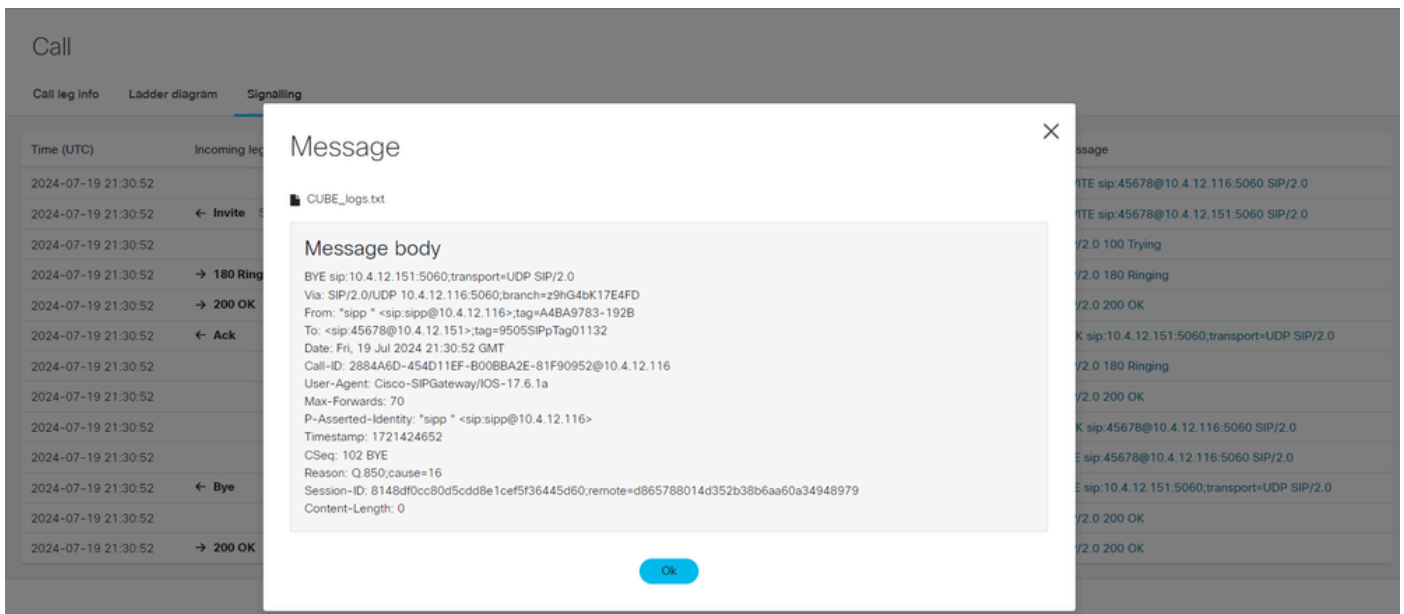 Call
Call leg info Ladder diagram Signalling
Message
CUBE_logs.txt
Message body
BYE sip:10.4.12.151:5060;transport=UDP SIP/2.0
Via: SIP/2.0/UDP 10.4.12.116:5060;branch=z9hG4bK17E4FD
From: "sipp " <sip:sipp@10.4.12.116>;tag=A4BA9783-192B
To: <sip:45678@10.4.12.151>;tag=9505SIPpTag01132
Date: Fri, 19 Jul 2024 21:30:52 GMT
Call-ID: 2884A6D-454D11EF-B00BBA2E-81F90952@10.4.12.116
User-Agent: Cisco-SIPGateway/IOS-17.6.1a
Max-Forwards: 70
P-Asserted-Identity: "sipp " <sip:sipp@10.4.12.116>
Timestamp: 1721424652
CSeq: 102 BYE
Reason: Q.850;cause=16
Session-ID: 8148df0cc80d5cdd8e1cef5f36445d60;remote=d865788014d352b38b6aa60a34948979
Content-Length: 0
Ok
Time (UTC) Incoming leg ssage
2024-07-19 21:30:52 ITE sip:45678@10.4.12.116:5060 SIP/2.0
2024-07-19 21:30:52 ← Invite S ITE sip:45678@10.4.12.151:5060 SIP/2.0
2024-07-19 21:30:52 /2.0 100 Trying
2024-07-19 21:30:52 → 180 Ring /2.0 180 Ringing
2024-07-19 21:30:52 → 200 OK /2.0 200 OK
2024-07-19 21:30:52 ← Ack K sip:10.4.12.151:5060;transport=UDP SIP/2.0
2024-07-19 21:30:52 /2.0 180 Ringing
2024-07-19 21:30:52 /2.0 200 OK
2024-07-19 21:30:52 K sip:45678@10.4.12.116:5060 SIP/2.0
2024-07-19 21:30:52 E sip:45678@10.4.12.116:5060 SIP/2.0
2024-07-19 21:30:52 ← Bye E sip:10.4.12.151:5060;transport=UDP SIP/2.0
2024-07-19 21:30:52 /2.0 200 OK
2024-07-19 21:30:52 → 200 OK /2.0 200 OK